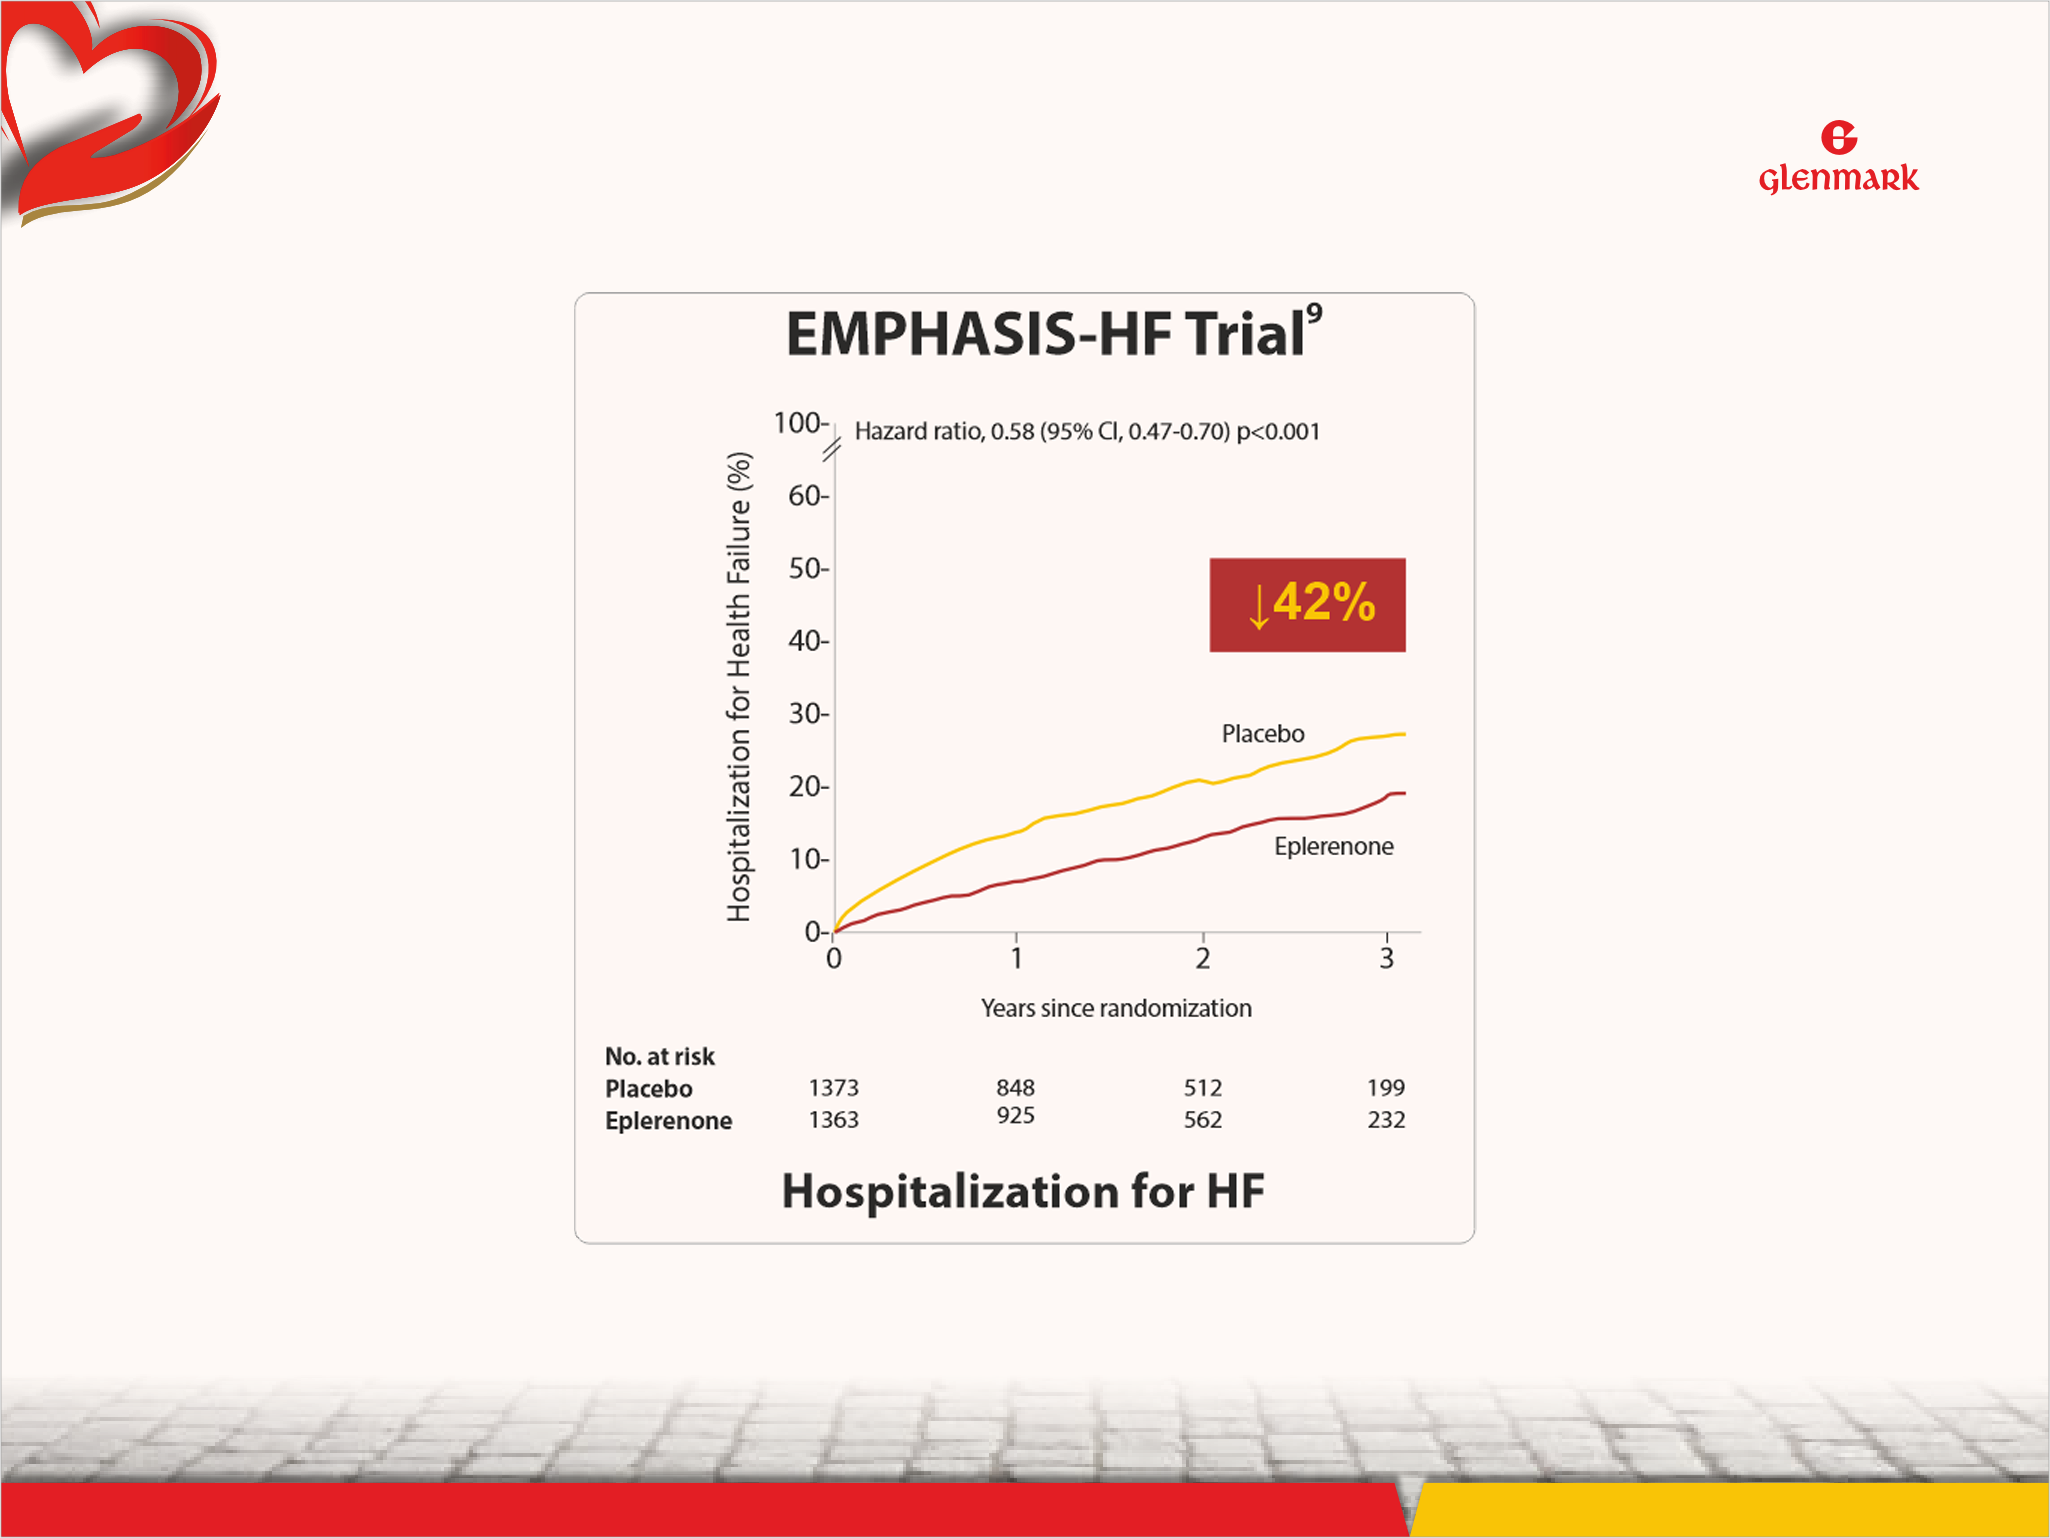 glenmark
EMPHASIS-HF Trial⁹
100-
Hazard ratio, 0.58 (95% CI, 0.47-0.70) p<0.001
60-
50-
40-
30-
20-
10-
0-
Hospitalization for Health Failure (%)
↓42%
Placebo
Eplerenone
0 1 2 3
Years since randomization
No. at risk
Placebo 1373 848 512 199
Eplerenone 1363 925 562 232
Hospitalization for HF